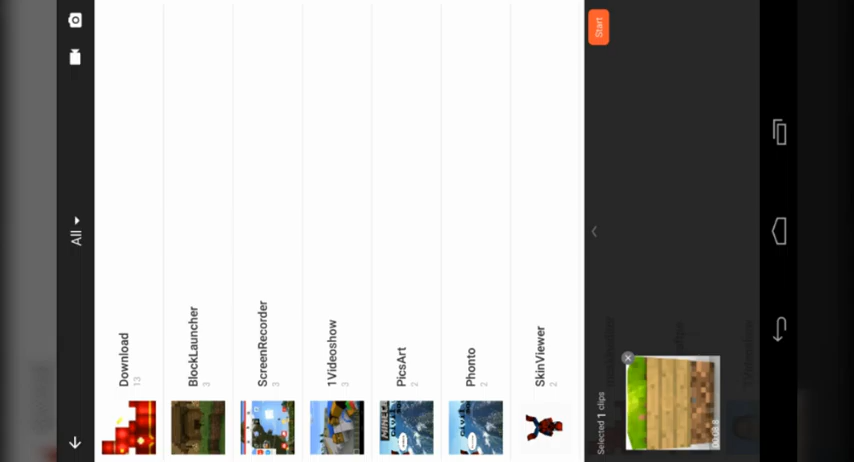 All
Download
13
BlockLauncher
3
ScreenRecorder
3
1Videoshow
3
PicsArt
2
Phonto
2
SkinViewer
2
Start
Selected 1 clips